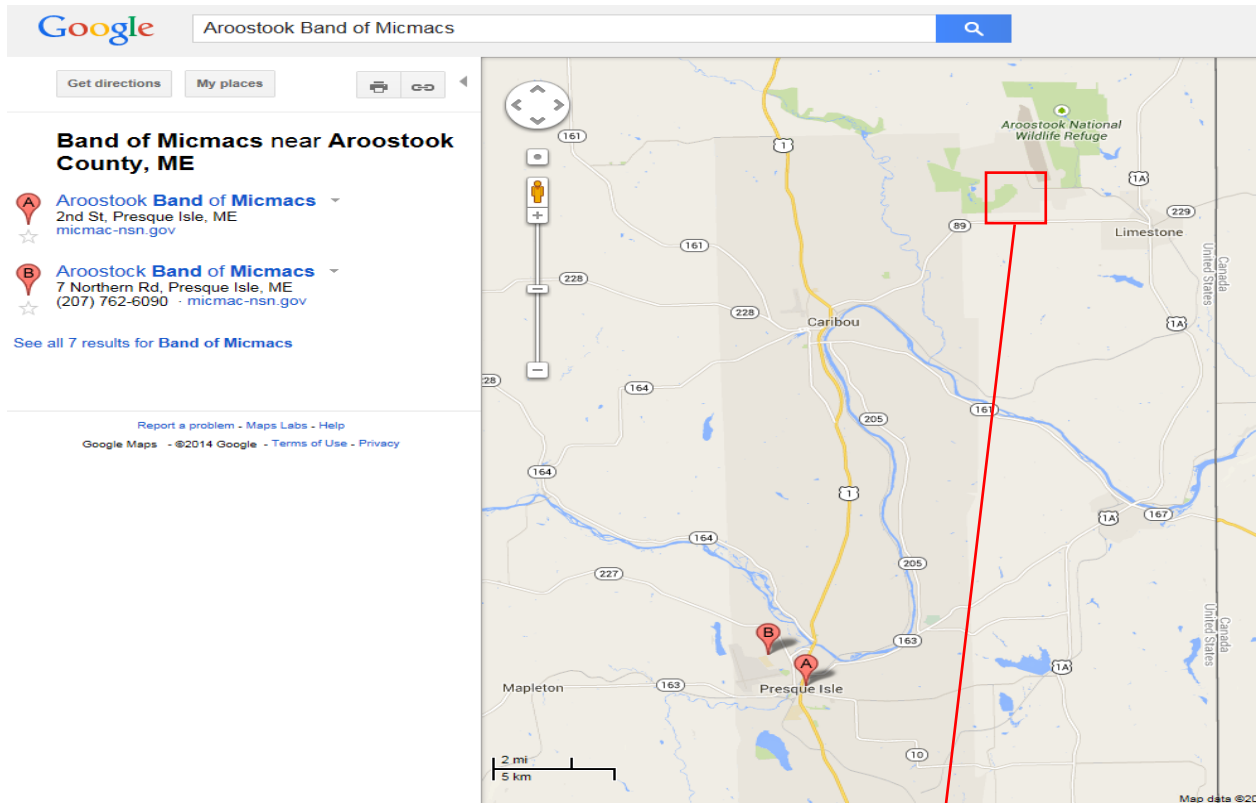 Google
Aroostook Band of Micmacs
Get directions
My places
Band of Micmacs near Aroostook
County, ME
A
Aroostook Band of Micmacs
2nd St, Presque Isle, ME
micmac-nsn.gov
B
Aroostock Band of Micmacs
7 Northern Rd, Presque Isle, ME
(207) 762-6090 · micmac-nsn.gov
See all 7 results for Band of Micmacs
Report a problem - Maps Labs - Help
Google Maps - ©2014 Google - Terms of Use - Privacy
161
1
Aroostook National
Wildlife Refuge
1A
229
89
Limestone
161
Canada
United States
228
228
Caribou
1A
28
164
161
205
164
1
1A
167
164
205
227
Canada
United States
B
163
A
1A
Mapleton
163
Presque Isle
10
2 mi
5 km
Map data ©20